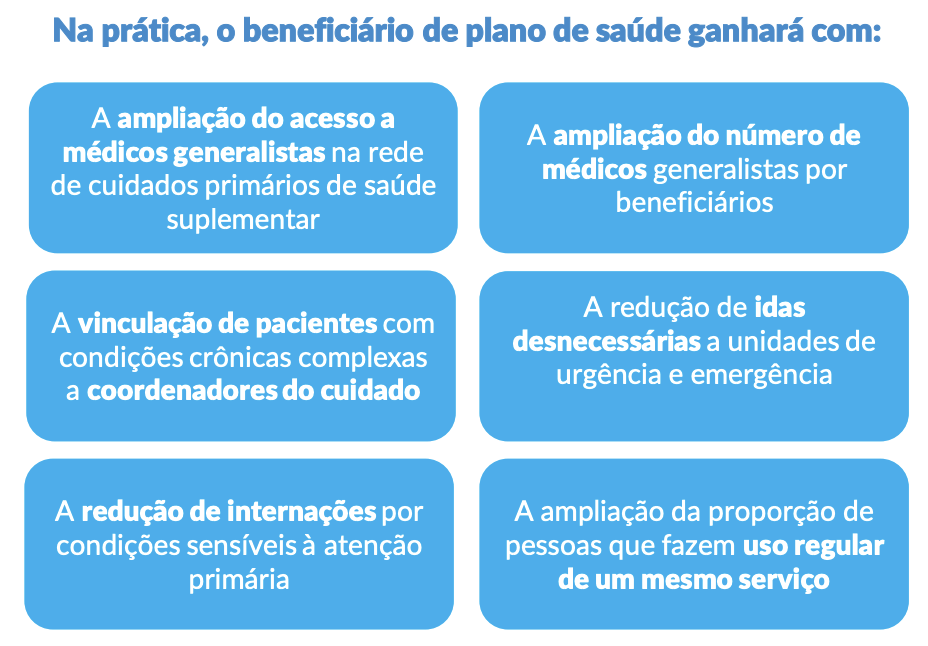 Na prática, o beneficiário de plano de saúde ganhará com:
A ampliação do acesso a
médicos generalistas na rede
de cuidados primários de saúde
suplementar
A ampliação do número de
médicos generalistas por
beneficiários
A vinculação de pacientes com
condições crônicas complexas
a coordenadores do cuidado
A redução de idas
desnecessárias a unidades de
urgência e emergência
A redução de internações por
condições sensíveis à atenção
primária
A ampliação da proporção de
pessoas que fazem uso regular
de um mesmo serviço